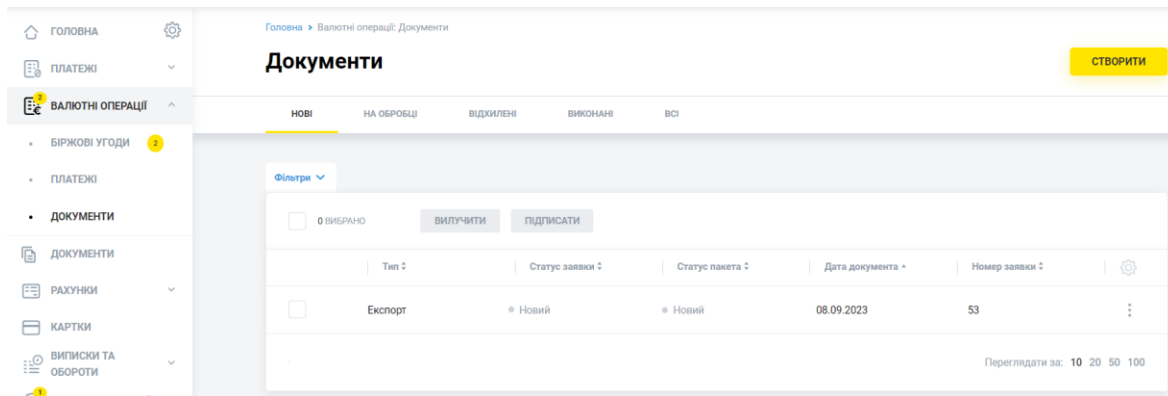 ГОЛОВНА
ПЛАТЕЖІ
2
ВАЛЮТНІ ОПЕРАЦІЇ
БІРЖОВІ УГОДИ 2
ПЛАТЕЖІ
ДОКУМЕНТИ
ДОКУМЕНТИ
РАХУНКИ
КАРТКИ
ВИПИСКИ ТА
ОБОРОТИ
1
Головна > Валютні операції: Документи
Документи
СТВОРИТИ
НОВІ НА ОБРОБЦІ ВІДХИЛЕНІ ВИКОНАНІ ВСІ
Фільтри
0 ВИБРАНО ВИЛУЧИТИ ПІДПИСАТИ
Тип Статус заявки Статус пакета Дата документа Номер заявки
Експорт Новий Новий 08.09.2023 53
Переглядати за: 10 20 50 100